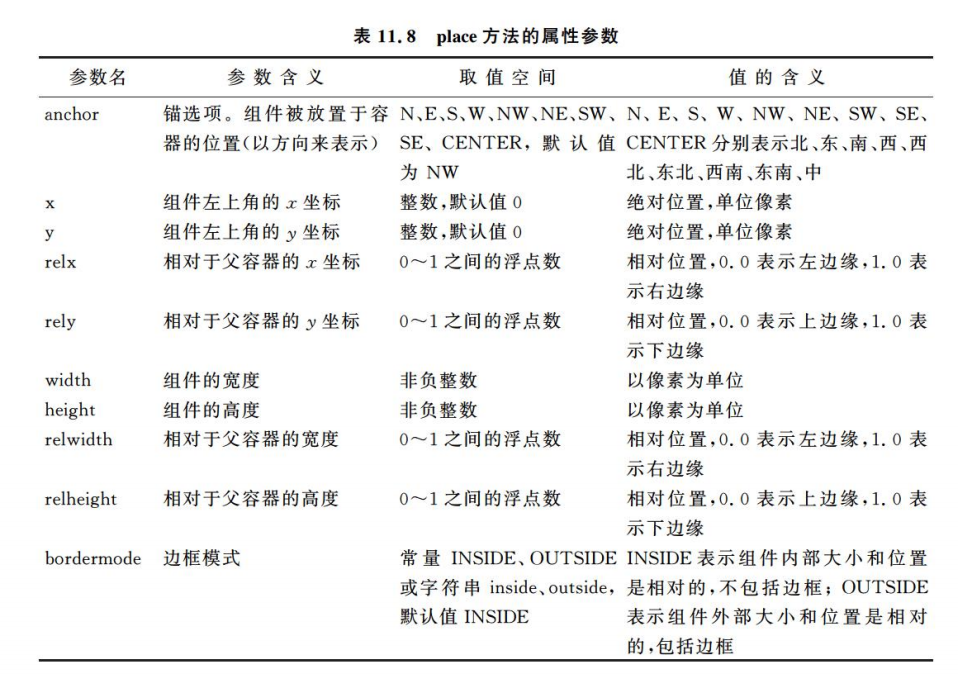 表 11.8 place 方法的属性参数
参数名 参数含义 取值空间 值的含义
anchor 锚选项。组件被放置于容 N、E、S、W、NW、NE、SW、 N、E、S、W、NW、NE、SW、SE、
器的位置(以方向来表示) SE、CENTER,默认值 CENTER 分别表示北、东、南、西、西
为 NW 北、东北、西南、东南、中
x 组件左上角的 x 坐标 整数,默认值 0 绝对位置,单位像素
y 组件左上角的 y 坐标 整数,默认值 0 绝对位置,单位像素
relx 相对于父容器的 x 坐标 0～1 之间的浮点数 相对位置,0.0 表示左边缘,1.0 表
示右边缘
rely 相对于父容器的 y 坐标 0～1 之间的浮点数 相对位置,0.0 表示上边缘,1.0 表
示下边缘
width 组件的宽度 非负整数 以像素为单位
height 组件的高度 非负整数 以像素为单位
relwidth 相对于父容器的宽度 0～1 之间的浮点数 相对位置,0.0 表示左边缘,1.0 表
示右边缘
relheight 相对于父容器的高度 0～1 之间的浮点数 相对位置,0.0 表示上边缘,1.0 表
示下边缘
bordermode 边框模式 常量 INSIDE、OUTSIDE INSIDE 表示组件内部大小和位置
或字符串 inside、outside, 是相对的,不包括边框; OUTSIDE
默认值 INSIDE 表示组件外部大小和位置是相对
的,包括边框